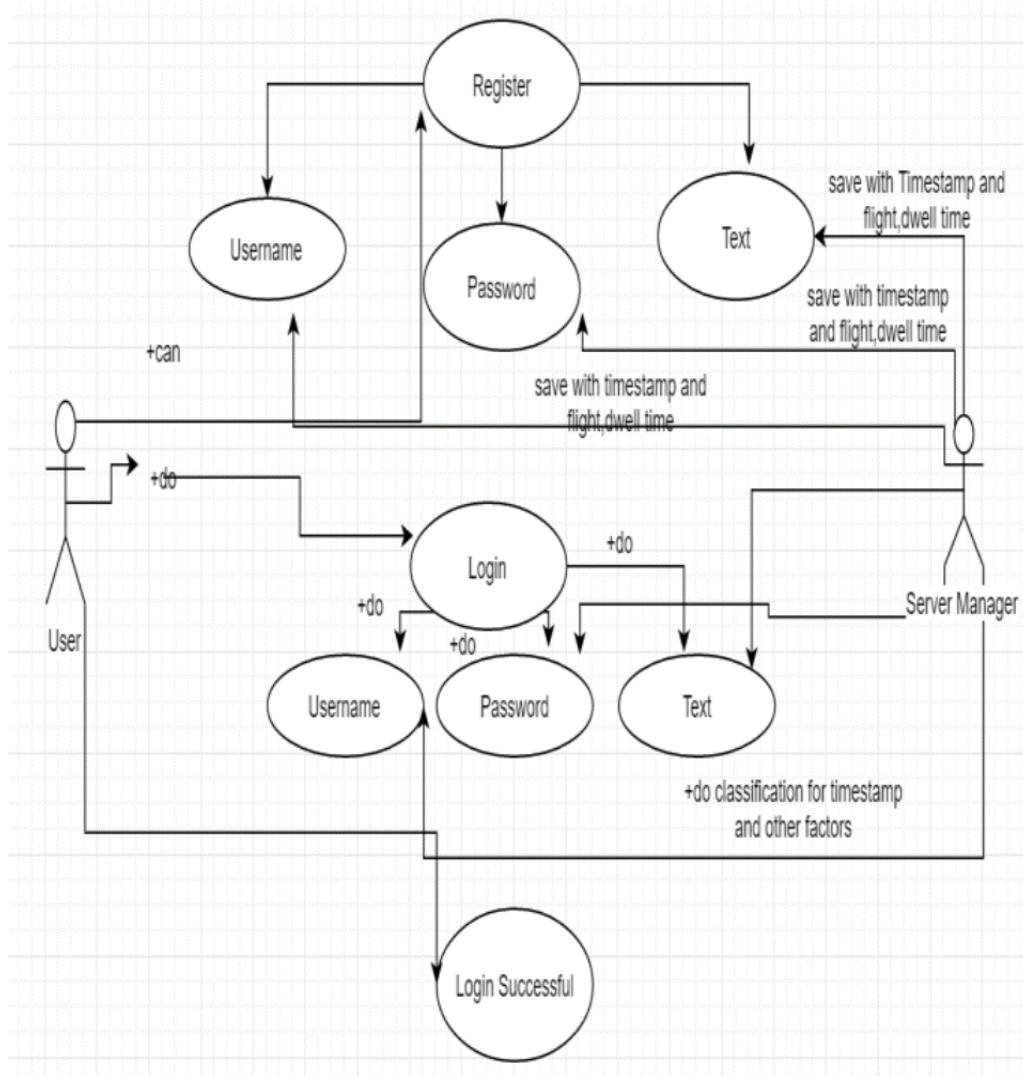 Register
save with Timestamp and
flight,dwell time
Username
Text
Password
save with timestamp
and flight,dwell time
+can
save with timestamp and
flight,dwell time
+do
Login
+do
+do
Server Manager
User
+do
Username
Password
Text
+do classification for timestamp
and other factors
Login Successful